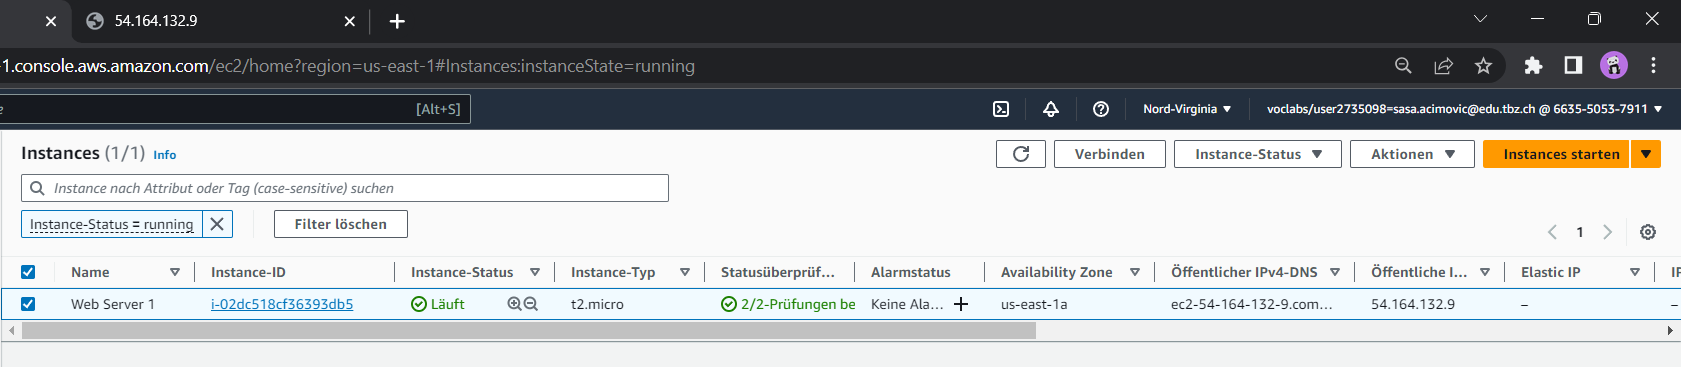 54.164.132.9
-1.console.aws.amazon.com/ec2/home?region=us-east-1#Instances:instanceState=running
e [Alt+S] Nord-Virginia voclabs/user2735098=sasa.acimovic@edu.tbz.ch @ 6635-5053-7911
Instances (1/1) Info Verbinden Instance-Status Aktionen Instances starten
Instance nach Attribut oder Tag (case-sensitive) suchen
Instance-Status = running Filter löschen
1
Name Instance-ID Instance-Status Instance-Typ Statusüberprüf... Alarmstatus Availability Zone Öffentlicher IPv4-DNS Öffentliche I... Elastic IP IP
Web Server 1 i-02dc518cf36393db5 Läuft t2.micro 2/2-Prüfungen be Keine Ala... us-east-1a ec2-54-164-132-9.com... 54.164.132.9 – –